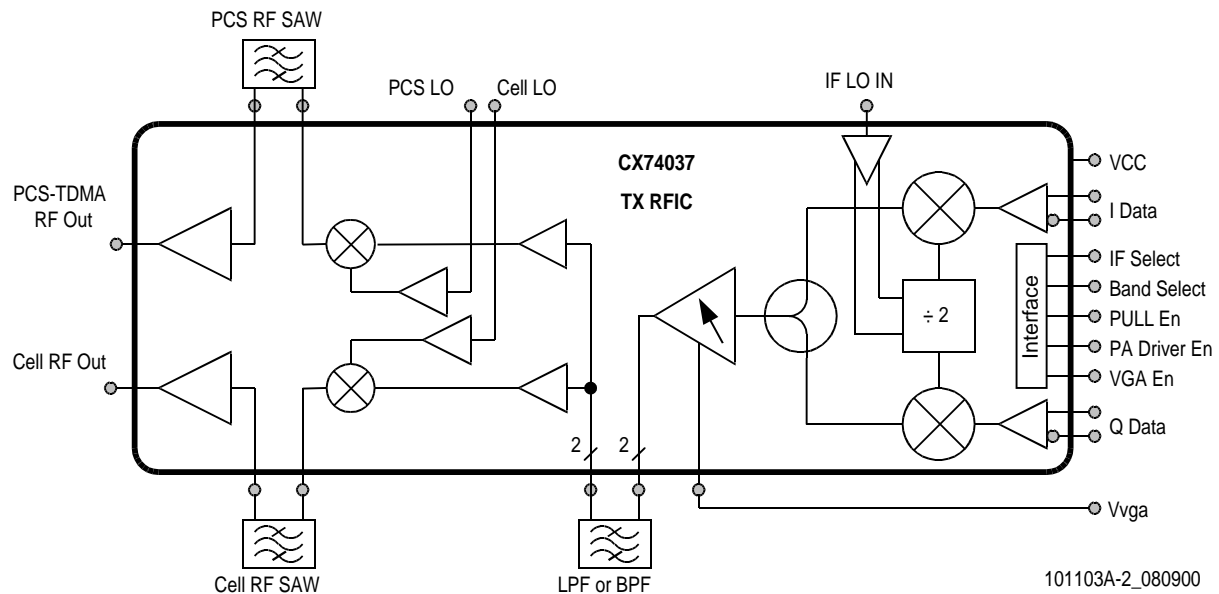 PCS RF SAW
PCS LO
Cell LO
IF LO IN
CX74037
TX RFIC
VCC
PCS-TDMA
RF Out
I Data
IF Select
Band Select
PULL En
PA Driver En
VGA En
Interface
÷ 2
Cell RF Out
Q Data
2
2
Vvga
Cell RF SAW
LPF or BPF
101103A-2_080900